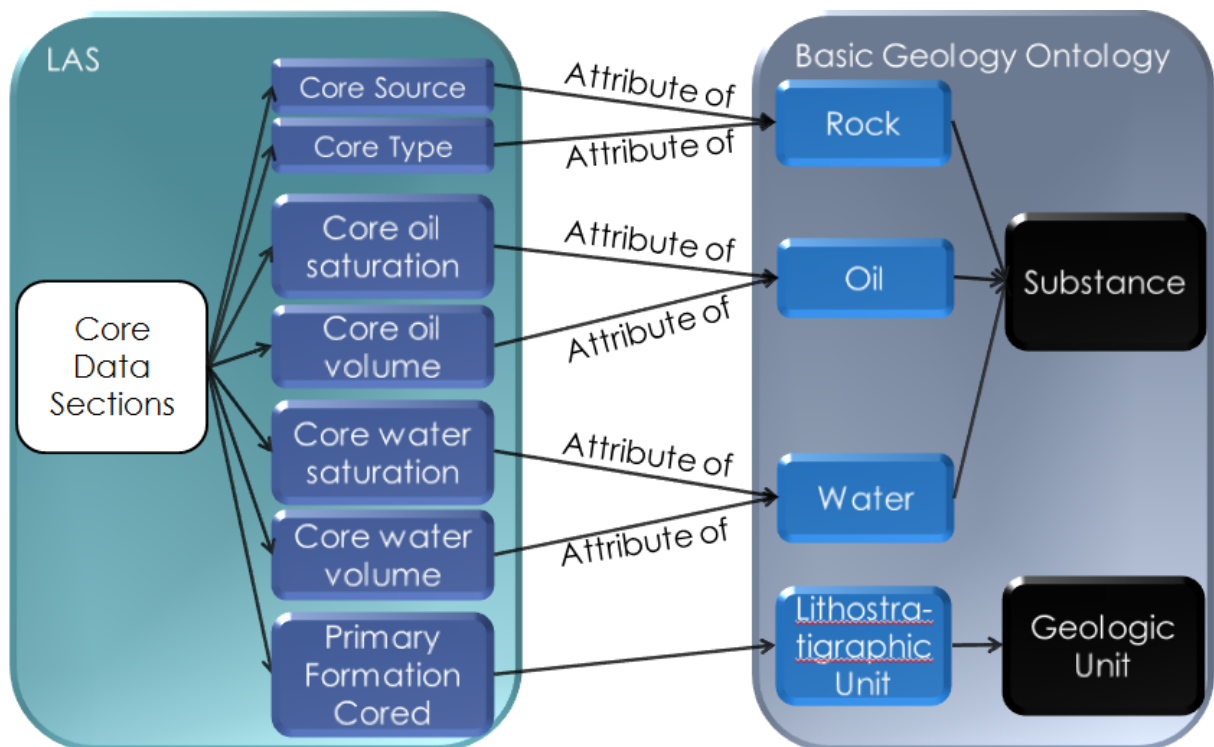 LAS
Core Source
Core Type
Core oil
saturation
Core oil
volume
Core water
saturation
Core water
volume
Primary
Formation
Cored
Core
Data
Sections
Attribute of
Attribute of
Attribute of
Attribute of
Attribute of
Attribute of
Basic Geology Ontology
Rock
Oil
Water
Lithostra-
tigraphic
Unit
Substance
Geologic
Unit